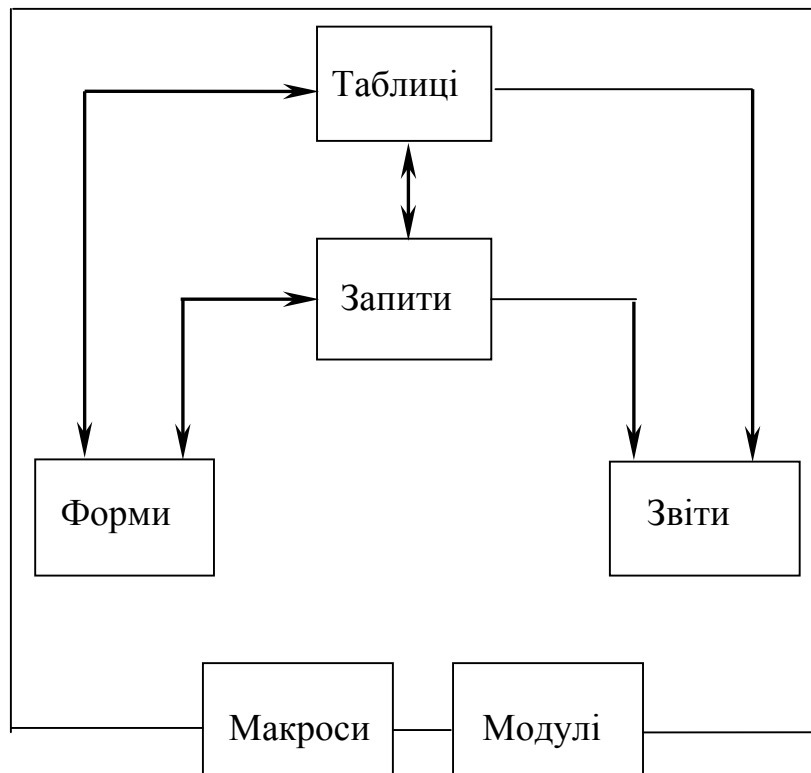 Таблиці
Запити
Форми
Звіти
Макроси
Модулі